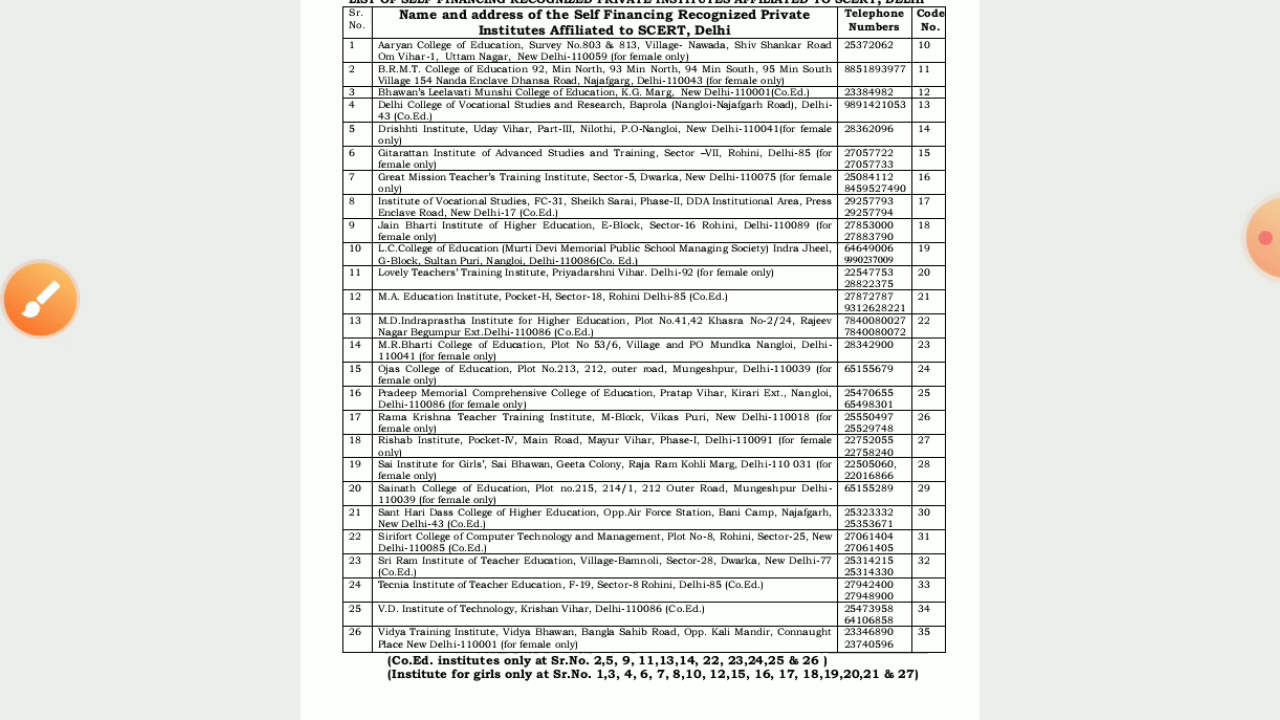 LIST OF SELF FINANCING RECOGNIZED PRIVATE INSTITUTES AFFILIATED TO SCERT, DELHI
Sr. No. Name and address of the Self Financing Recognized Private Institutes Affiliated to SCERT, Delhi Telephone Numbers Code No.
1 Aaryan College of Education, Survey No.803 & 813, Village- Nawada, Shiv Shankar Road 25372062 10
Om Vihar-1, Uttam Nagar, New Delhi-110059 (for female only)
2 B.R.M.T. College of Education 92, Min North, 93 Min North, 94 Min South, 95 Min South 8851893977 11
Village 154 Nanda Enclave Dhansa Road, Najafgarg, Delhi-110043 (for female only)
3 Bhawan's Leelavati Munshi College of Education, K.G. Marg, New Delhi-110001(Co.Ed.) 23384982 12
4 Delhi College of Vocational Studies and Research, Baprola (Nangloi-Najafgarh Road), Delhi- 9891421053 13
43 (Co.Ed.)
5 Drishhti Institute, Uday Vihar, Part-III, Nilothi, P.O-Nangloi, New Delhi-110041(for female 28362096 14
only)
6 Gitarattan Institute of Advanced Studies and Training, Sector –VII, Rohini, Delhi-85 (for 27057722 15
female only) 27057733
7 Great Mission Teacher's Training Institute, Sector-5, Dwarka, New Delhi-110075 (for female 25084112 16
only) 8459527490
8 Institute of Vocational Studies, FC-31, Sheikh Sarai, Phase-II, DDA Institutional Area, Press 29257793 17
Enclave Road, New Delhi-17 (Co.Ed.) 29257794
9 Jain Bharti Institute of Higher Education, E-Block, Sector-16 Rohini, Delhi-110089 (for 27853000 18
female only) 27883790
10 L.C.College of Education (Murti Devi Memorial Public School Managing Society) Indra Jheel, 64649006 19
G-Block, Sultan Puri, Nangloi, Delhi-110086(Co. Ed.) 9990237009
11 Lovely Teachers' Training Institute, Priyadarshni Vihar. Delhi-92 (for female only) 22547753 20
28822375
12 M.A. Education Institute, Pocket-H, Sector-18, Rohini Delhi-85 (Co.Ed.) 27872787 21
9312628221
13 M.D.Indraprastha Institute for Higher Education, Plot No.41,42 Khasra No-2/24, Rajeev 7840080027 22
Nagar Begumpur Ext.Delhi-110086 (Co.Ed.) 7840080072
14 M.R.Bharti College of Education, Plot No 53/6, Village and PO Mundka Nangloi, Delhi- 28342900 23
110041 (for female only)
15 Ojas College of Education, Plot No.213, 212, outer road, Mungeshpur, Delhi-110039 (for 65155679 24
female only)
16 Pradeep Memorial Comprehensive College of Education, Pratap Vihar, Kirari Ext., Nangloi, 25470655 25
Delhi-110086 (for female only) 65498301
17 Rama Krishna Teacher Training Institute, M-Block, Vikas Puri, New Delhi-110018 (for 25550497 26
female only) 25529748
18 Rishab Institute, Pocket-IV, Main Road, Mayur Vihar, Phase-I, Delhi-110091 (for female 22752055 27
only) 22758240
19 Sai Institute for Girls', Sai Bhawan, Geeta Colony, Raja Ram Kohli Marg, Delhi-110 031 (for 22505060, 28
female only) 22016866
20 Sainath College of Education, Plot no.215, 214/1, 212 Outer Road, Mungeshpur Delhi- 65155289 29
110039 (for female only)
21 Sant Hari Dass College of Higher Education, Opp.Air Force Station, Bani Camp, Najafgarh, 25323332 30
New Delhi-43 (Co.Ed.) 25353671
22 Sirifort College of Computer Technology and Management, Plot No-8, Rohini, Sector-25, New 27061404 31
Delhi-110085 (Co.Ed.) 27061405
23 Sri Ram Institute of Teacher Education, Village-Bamnoli, Sector-28, Dwarka, New Delhi-77 25314215 32
(Co.Ed.) 25314330
24 Tecnia Institute of Teacher Education, F-19, Sector-8 Rohini, Delhi-85 (Co.Ed.) 27942400 33
27948900
25 V.D. Institute of Technology, Krishan Vihar, Delhi-110086 (Co.Ed.) 25473958 34
64106858
26 Vidya Training Institute, Vidya Bhawan, Bangla Sahib Road, Opp. Kali Mandir, Connaught 23346890 35
Place New Delhi-110001 (for female only) 23740596
(Co.Ed. institutes only at Sr.No. 2,5, 9, 11,13,14, 22, 23,24,25 & 26 )
(Institute for girls only at Sr.No. 1,3, 4, 6, 7, 8,10, 12,15, 16, 17, 18,19,20,21 & 27)